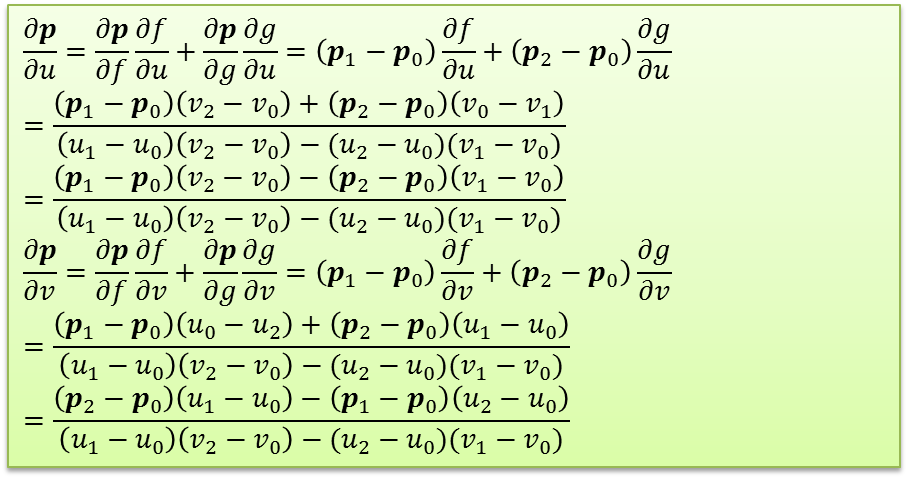 ∂𝒑/∂u = ∂𝒑/∂f ∂f/∂u + ∂𝒑/∂g ∂g/∂u = (𝒑₁ − 𝒑₀) ∂f/∂u + (𝒑₂ − 𝒑₀) ∂g/∂u
= ((𝒑₁ − 𝒑₀)(v₂ − v₀) + (𝒑₂ − 𝒑₀)(v₀ − v₁)) / ((u₁ − u₀)(v₂ − v₀) − (u₂ − u₀)(v₁ − v₀))
= ((𝒑₁ − 𝒑₀)(v₂ − v₀) − (𝒑₂ − 𝒑₀)(v₁ − v₀)) / ((u₁ − u₀)(v₂ − v₀) − (u₂ − u₀)(v₁ − v₀))
∂𝒑/∂v = ∂𝒑/∂f ∂f/∂v + ∂𝒑/∂g ∂g/∂v = (𝒑₁ − 𝒑₀) ∂f/∂v + (𝒑₂ − 𝒑₀) ∂g/∂v
= ((𝒑₁ − 𝒑₀)(u₀ − u₂) + (𝒑₂ − 𝒑₀)(u₁ − u₀)) / ((u₁ − u₀)(v₂ − v₀) − (u₂ − u₀)(v₁ − v₀))
= ((𝒑₂ − 𝒑₀)(u₁ − u₀) − (𝒑₁ − 𝒑₀)(u₂ − u₀)) / ((u₁ − u₀)(v₂ − v₀) − (u₂ − u₀)(v₁ − v₀))